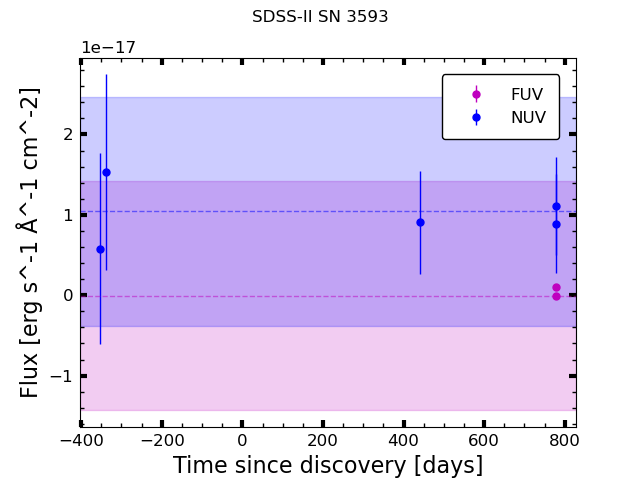 SDSS-II SN 3593
1e−17
FUV
NUV
2
1
0
−1
−400
−200
0
200
400
600
800
Time since discovery [days]
Flux [erg s^-1 Å^-1 cm^-2]